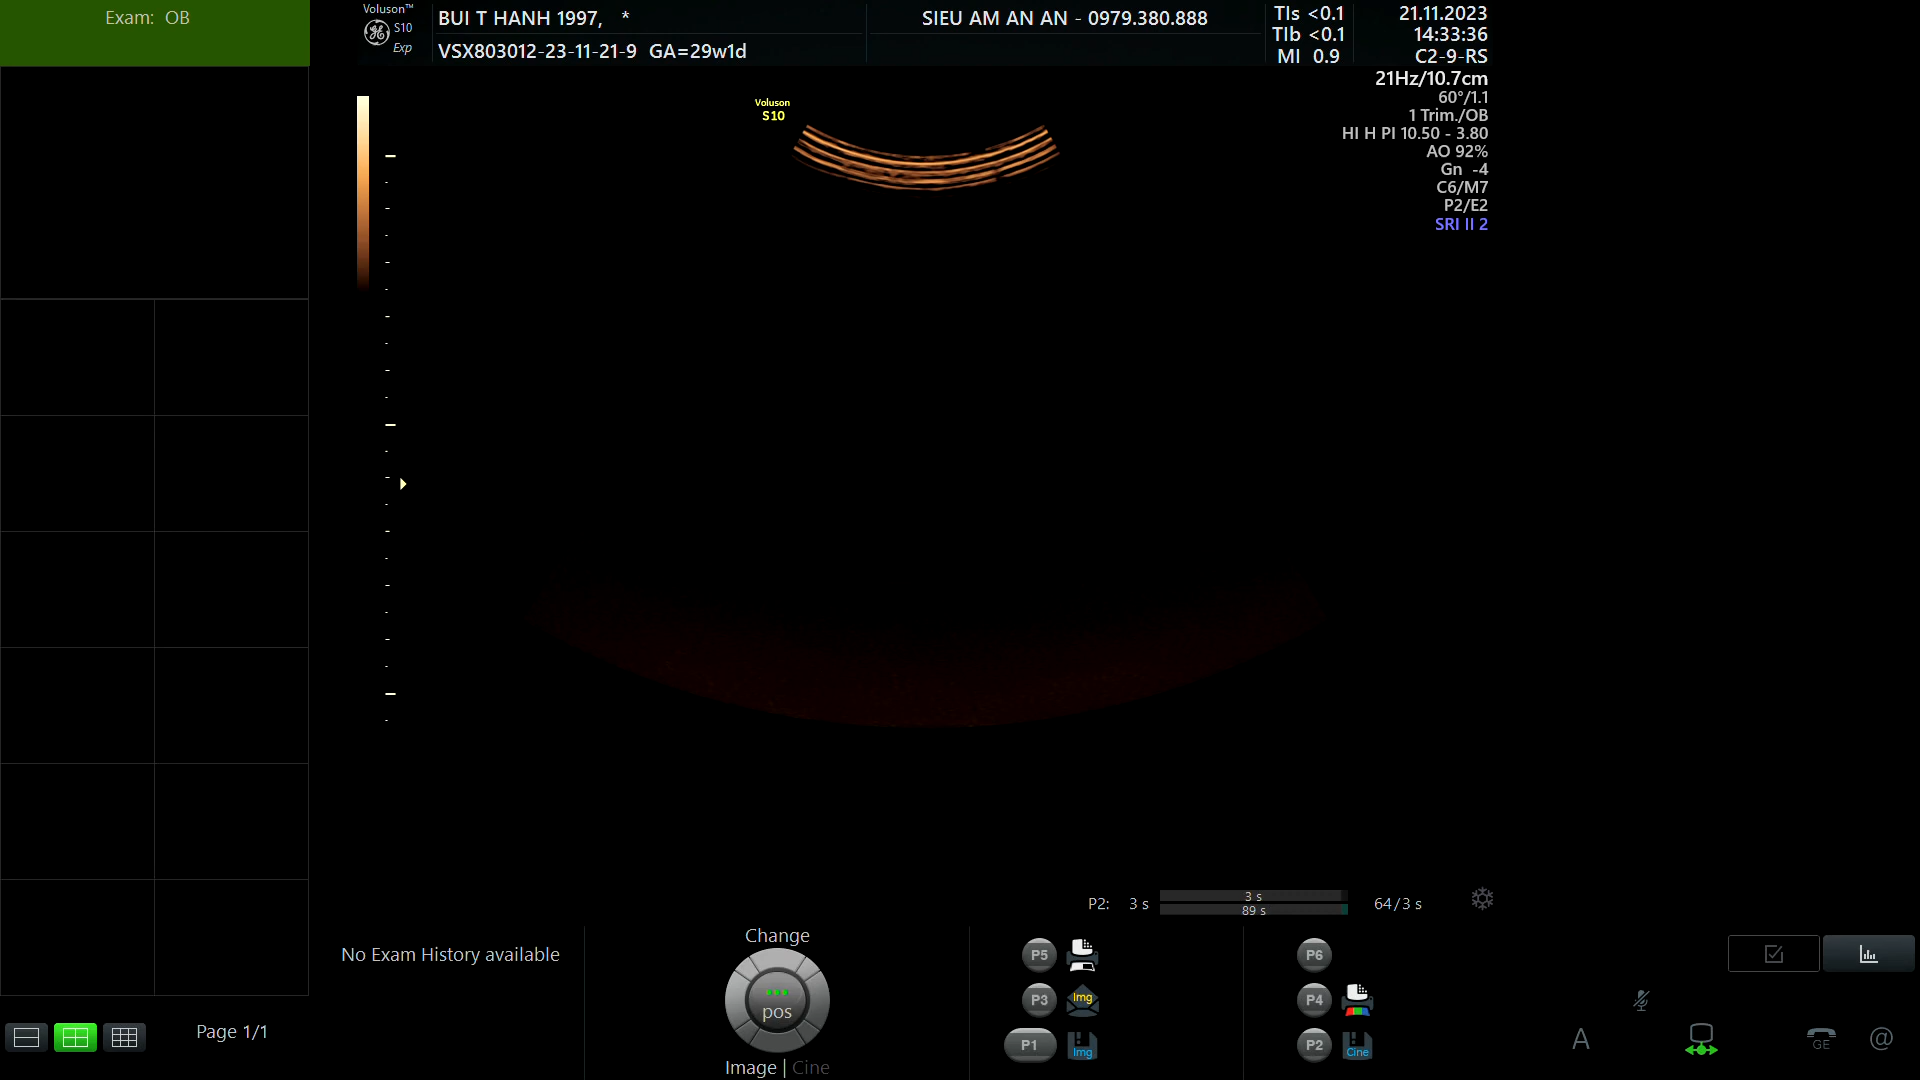 Exam: OB
Voluson™
S10
Exp
BUI T HANH 1997, *
VSX803012-23-11-21-9 GA=29w1d
SIEU AM AN AN - 0979.380.888
TIs <0.1
TIb <0.1
MI 0.9
21.11.2023
14:33:36
C2-9-RS
21Hz/10.7cm
60°/1.1
1 Trim./OB
HI H PI 10.50 - 3.80
AO 92%
Gn -4
C6/M7
P2/E2
SRI II 2
Voluson
S10
P2: 3 s
3 s
89 s
64/3 s
No Exam History available
Change
pos
Image | Cine
P5
P3 Img
P1 Img
P6
P4
P2 Cine
Page 1/1
A
GE
@